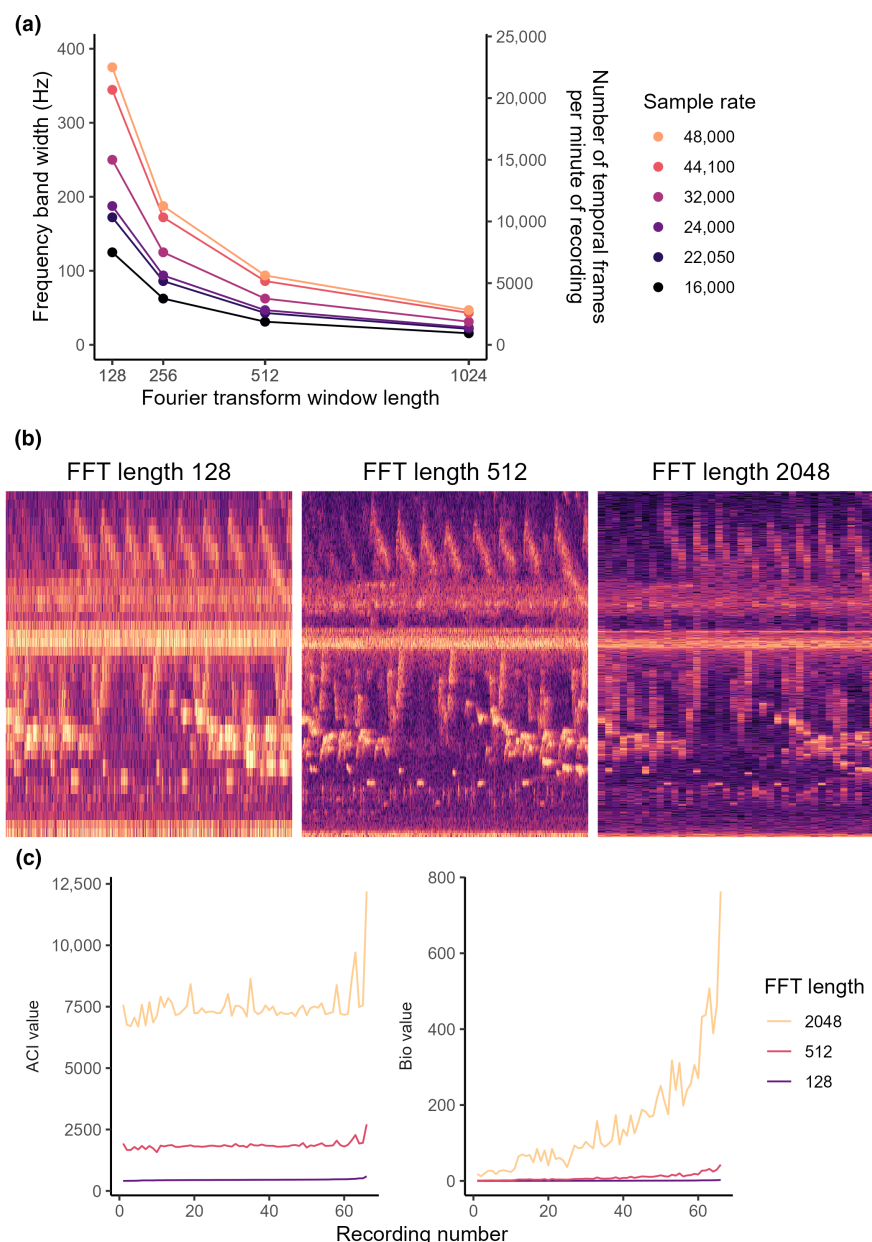 (a)
400
300
200
100
0
Frequency band width (Hz)
25,000
20,000
15,000
10,000
5000
0
Number of temporal frames
per minute of recording
128
256
512
1024
Fourier transform window length
Sample rate
48,000
44,100
32,000
24,000
22,050
16,000
(b)
FFT length 128
FFT length 512
FFT length 2048
(c)
12,500
10,000
7500
5000
2500
0
ACI value
0
20
40
60
800
600
400
200
0
Bio value
0
20
40
60
Recording number
FFT length
2048
512
128